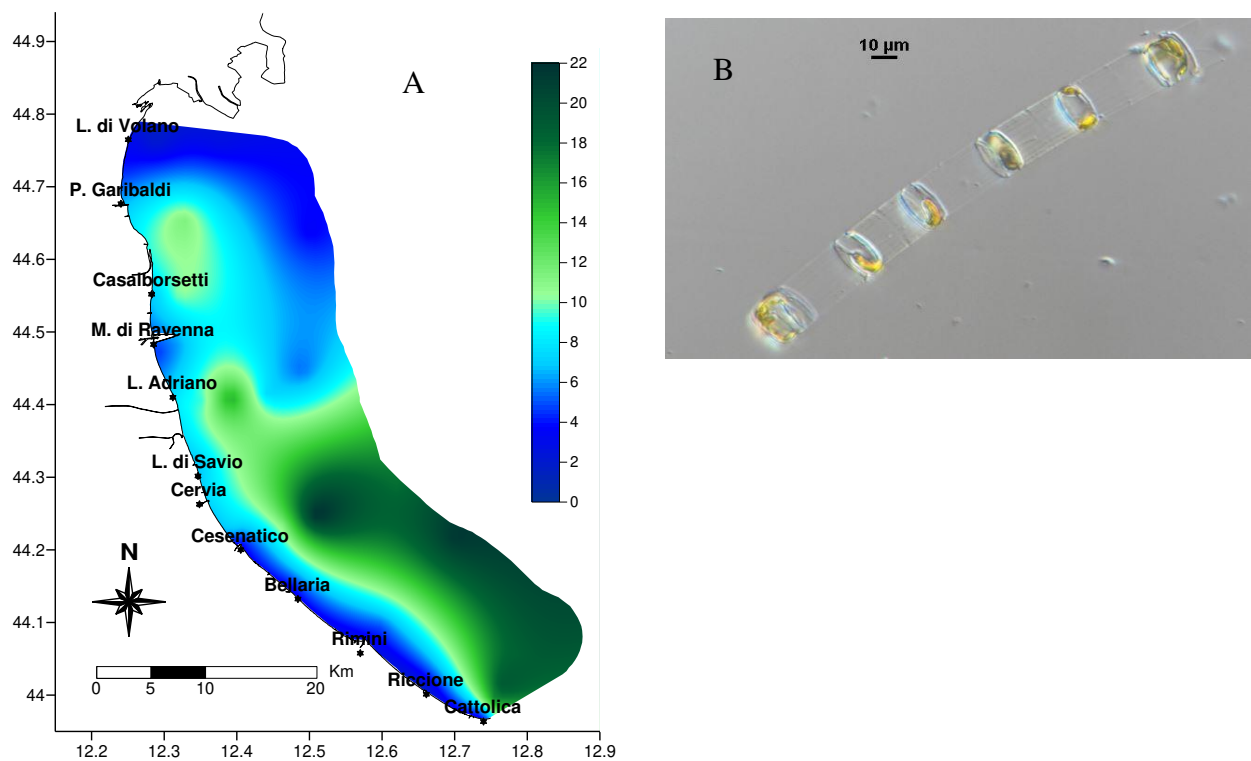 A
44.9
44.8
44.7
44.6
44.5
44.4
44.3
44.2
44.1
44
L. di Volano
P. Garibaldi
Casalborsetti
M. di Ravenna
L. Adriano
L. di Savio
Cervia
Cesenatico
Bellaria
Rimini
Riccione
Cattolica
N
Km
0 5 10 20
12.2 12.3 12.4 12.5 12.6 12.7 12.8 12.9
22
20
18
16
14
12
10
8
6
4
2
0
B
10 µm